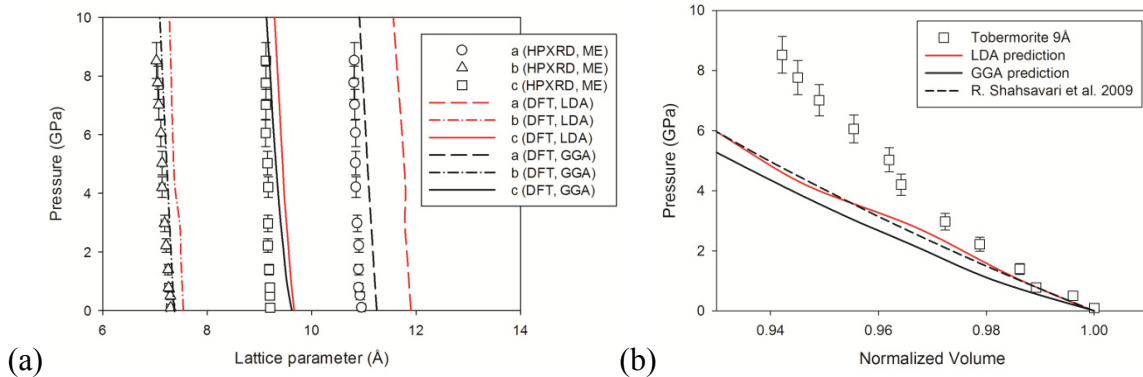 10
8
6
4
2
0
Pressure (GPa)
6
8
10
12
14
Lattice parameter (Å)
a (HPXRD, ME)
b (HPXRD, ME)
c (HPXRD, ME)
a (DFT, LDA)
b (DFT, LDA)
c (DFT, LDA)
a (DFT, GGA)
b (DFT, GGA)
c (DFT, GGA)
(a)
10
8
6
4
2
0
Pressure (GPa)
0.94
0.96
0.98
1.00
Normalized Volume
Tobermorite 9Å
LDA prediction
GGA prediction
R. Shahsavari et al. 2009
(b)